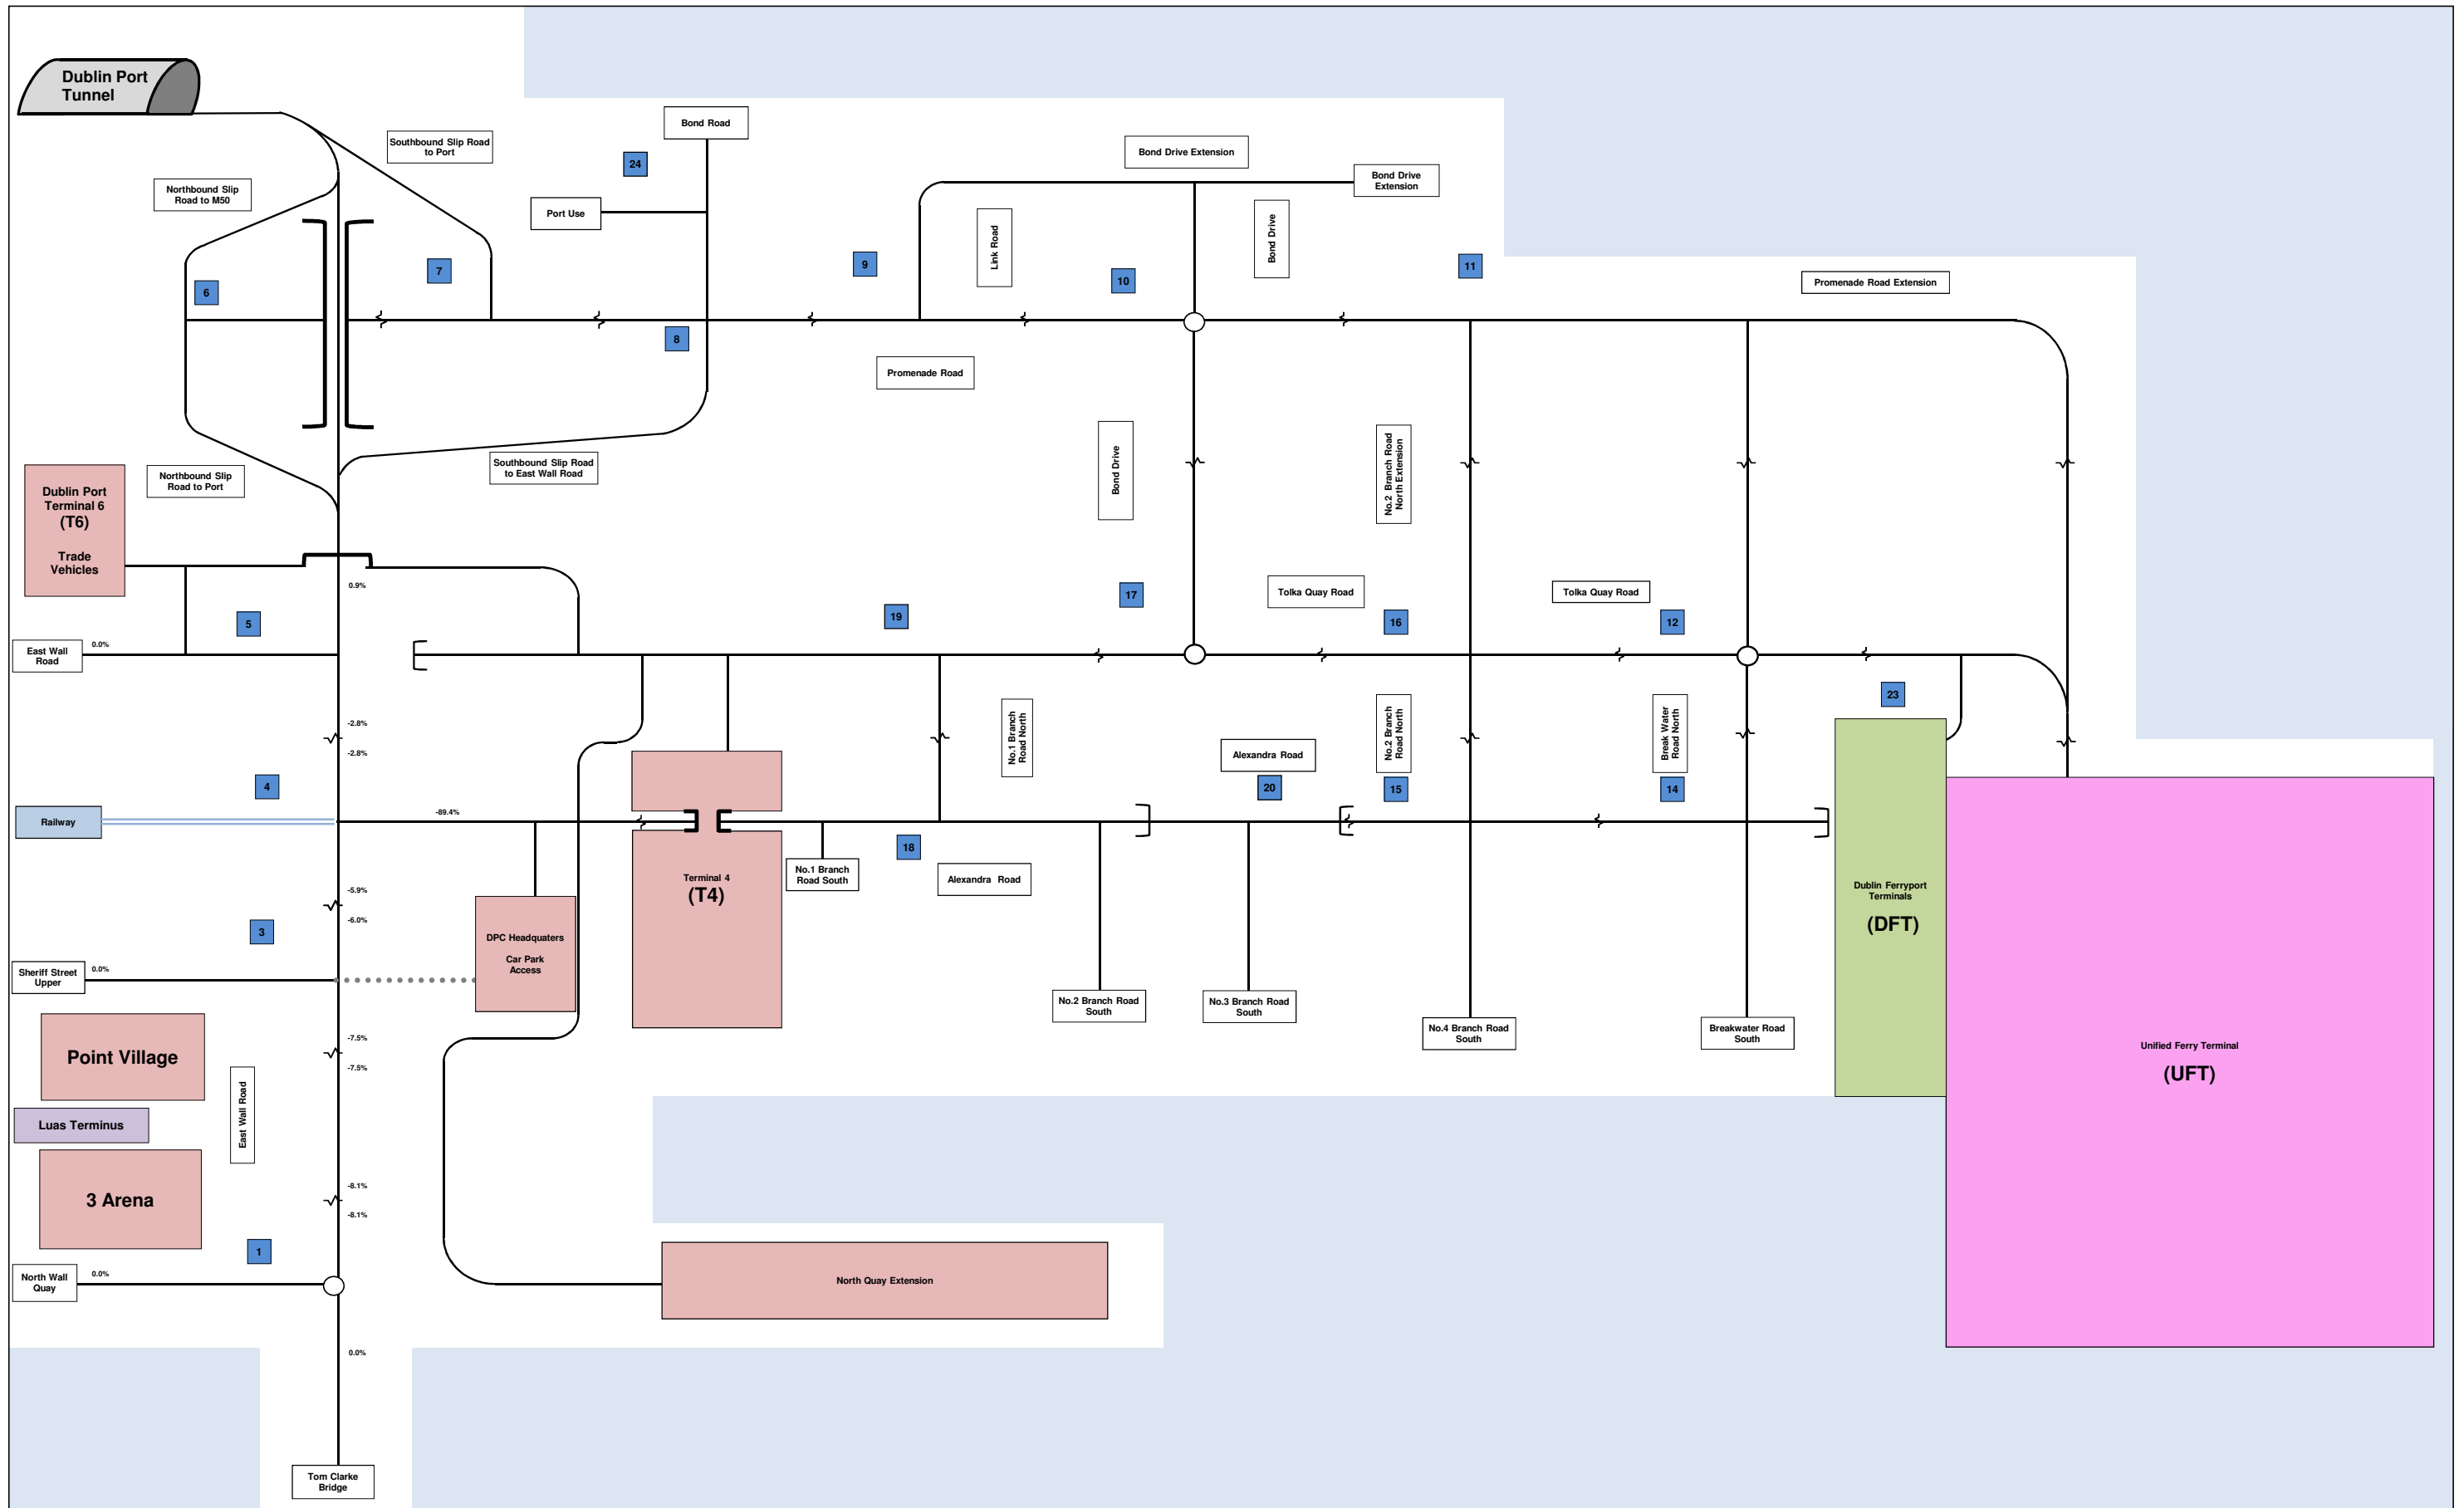 Dublin Port
Tunnel
Bond Road
Southbound Slip Road
to Port
24
Bond Drive Extension
Bond Drive
Extension
Northbound Slip
Road to M50
Port Use
Link Road
Bond Drive
6
7
9
10
11
Promenade Road Extension
8
Promenade Road
Bond Drive
No.2 Branch Road
North Extension
Southbound Slip Road
to East Wall Road
Northbound Slip
Road to Port
Dublin Port
Terminal 6
(T6)
Trade
Vehicles
0.9%
5
19
17
Tolka Quay Road
16
Tolka Quay Road
12
East Wall
Road
0.0%
23
-2.8%
-2.8%
No.1 Branch
Road North
Alexandra Road
No.2 Branch
Road North
Break Water
Road North
4
20
15
14
Railway
-89.4%
18
Terminal 4
(T4)
No.1 Branch
Road South
Alexandra Road
-5.9%
-6.0%
3
DPC Headquaters
Car Park
Access
Dublin Ferryport
Terminals
(DFT)
Sheriff Street
Upper
0.0%
No.2 Branch Road
South
No.3 Branch Road
South
No.4 Branch Road
South
Breakwater Road
South
Unified Ferry Terminal
(UFT)
-7.5%
-7.5%
Point Village
East Wall Road
Luas Terminus
3 Arena
-8.1%
-8.1%
1
North Wall
Quay
0.0%
North Quay Extension
0.0%
Tom Clarke
Bridge